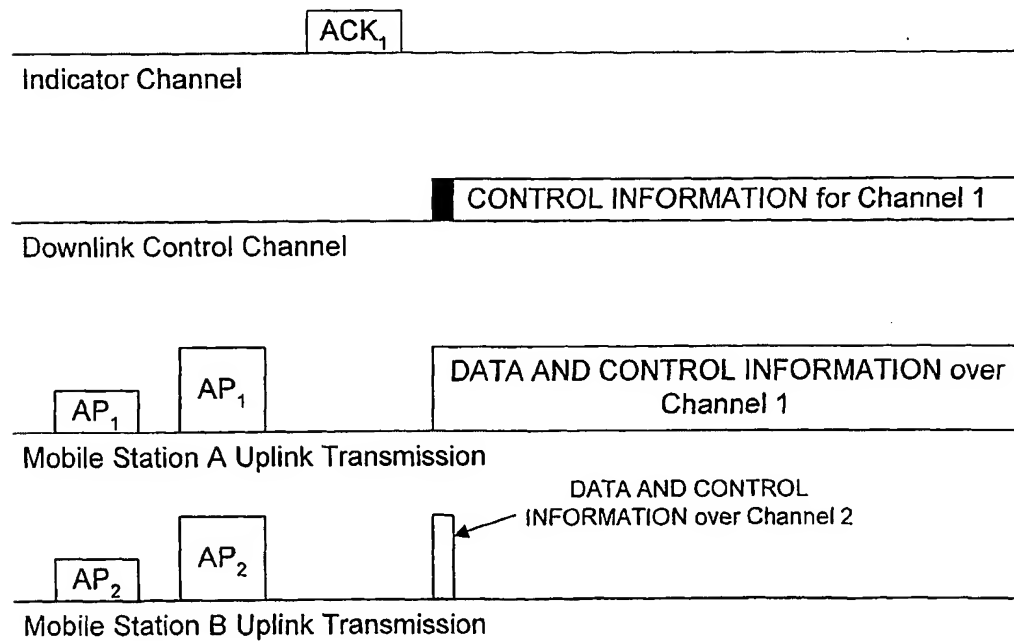 ACK₁
Indicator Channel
CONTROL INFORMATION for Channel 1
Downlink Control Channel
AP₁
AP₁
DATA AND CONTROL INFORMATION over
Channel 1
Mobile Station A Uplink Transmission
DATA AND CONTROL
INFORMATION over Channel 2
AP₂
AP₂
Mobile Station B Uplink Transmission